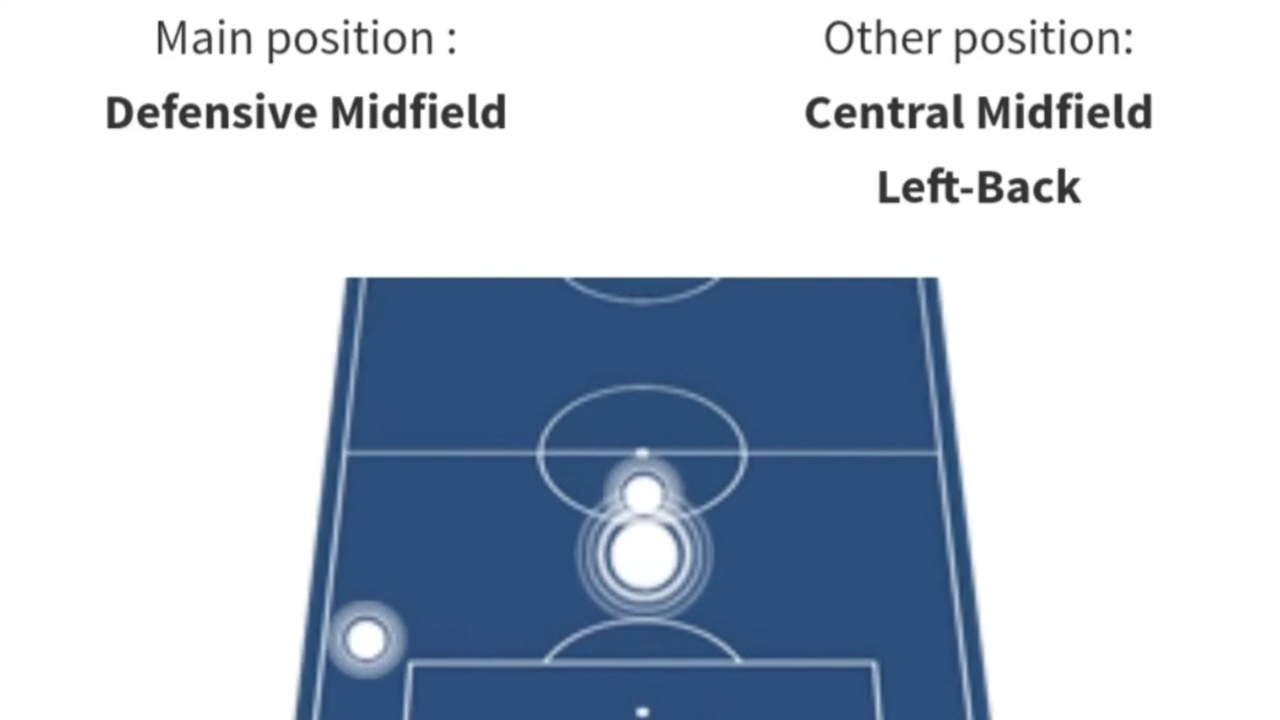 Main position :
Defensive Midfield
Other position:
Central Midfield
Left-Back